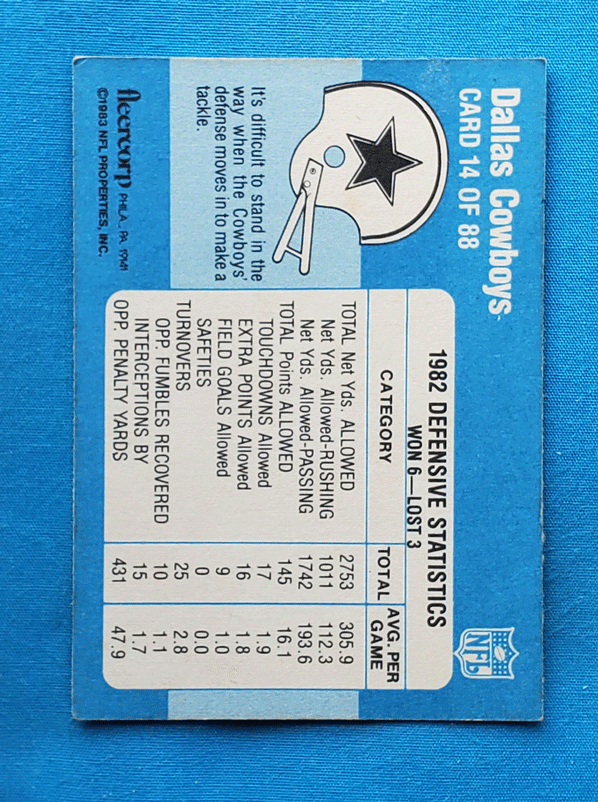 Dallas Cowboys
CARD 14 OF 88
NFL
It's difficult to stand in the
way when the Cowboys'
defense moves in to make a
tackle.
fleercorp PHILA., PA. 19141
©1983 NFL PROPERTIES, INC.
1982 DEFENSIVE STATISTICS
WON 6—LOST 3
CATEGORY TOTAL AVG. PER GAME
TOTAL Net Yds. ALLOWED 2753 305.9
Net Yds. Allowed-RUSHING 1011 112.3
Net Yds. Allowed-PASSING 1742 193.6
TOTAL Points ALLOWED 145 16.1
TOUCHDOWNS Allowed 17 1.9
EXTRA POINTS Allowed 16 1.8
FIELD GOALS Allowed 9 1.0
SAFETIES 0 0.0
TURNOVERS 25 2.8
OPP. FUMBLES RECOVERED 10 1.1
INTERCEPTIONS BY 15 1.7
OPP. PENALTY YARDS 431 47.9